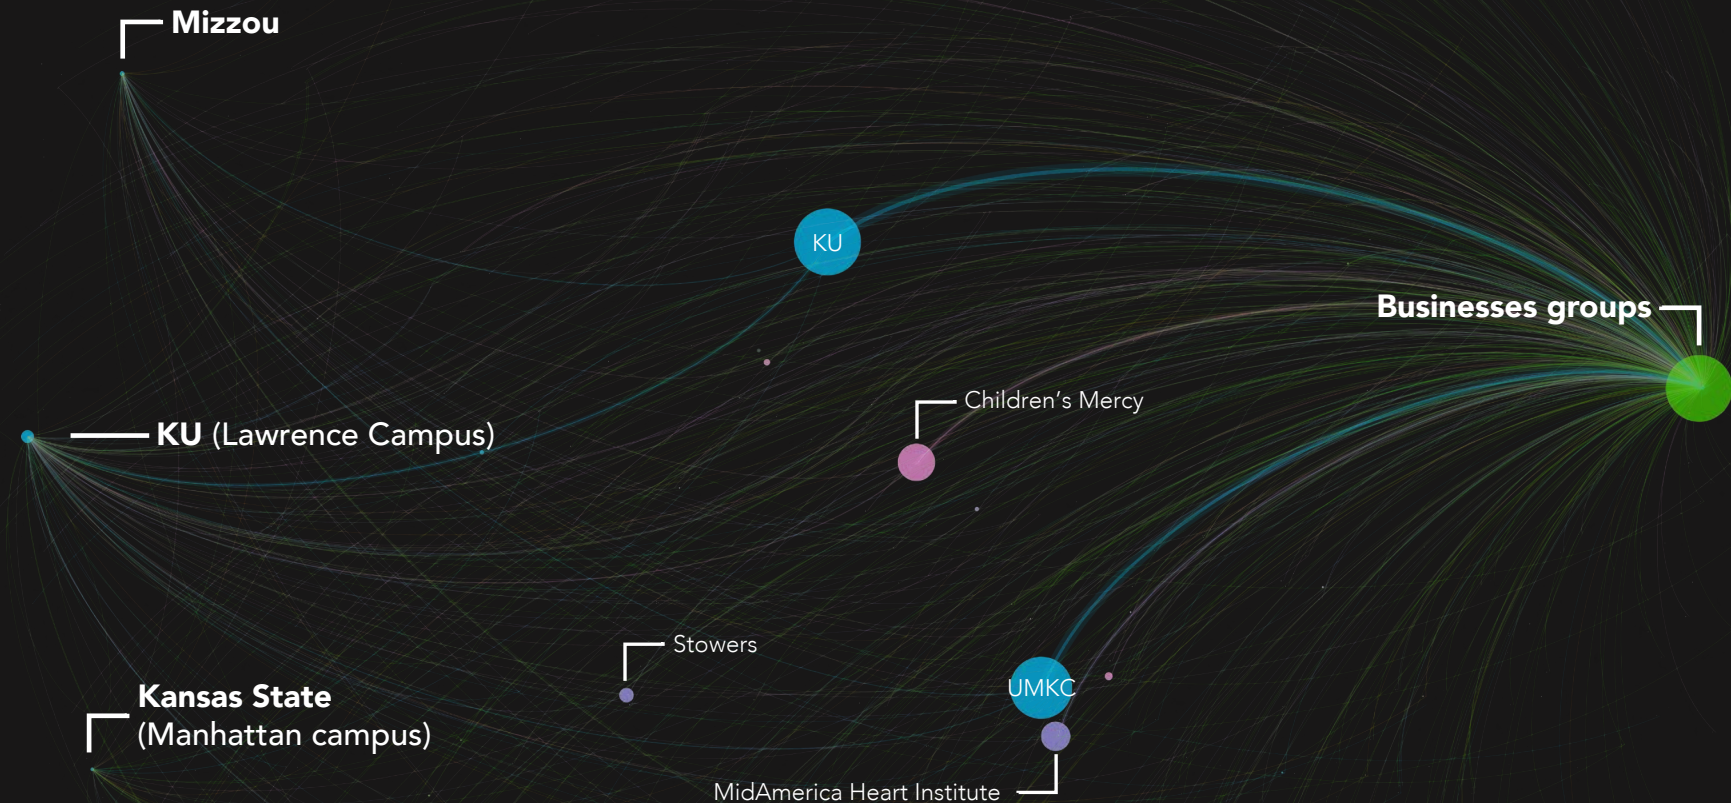 Mizzou
KU
Businesses groups
Children's Mercy
KU (Lawrence Campus)
Stowers
UMKC
Kansas State
(Manhattan campus)
MidAmerica Heart Institute